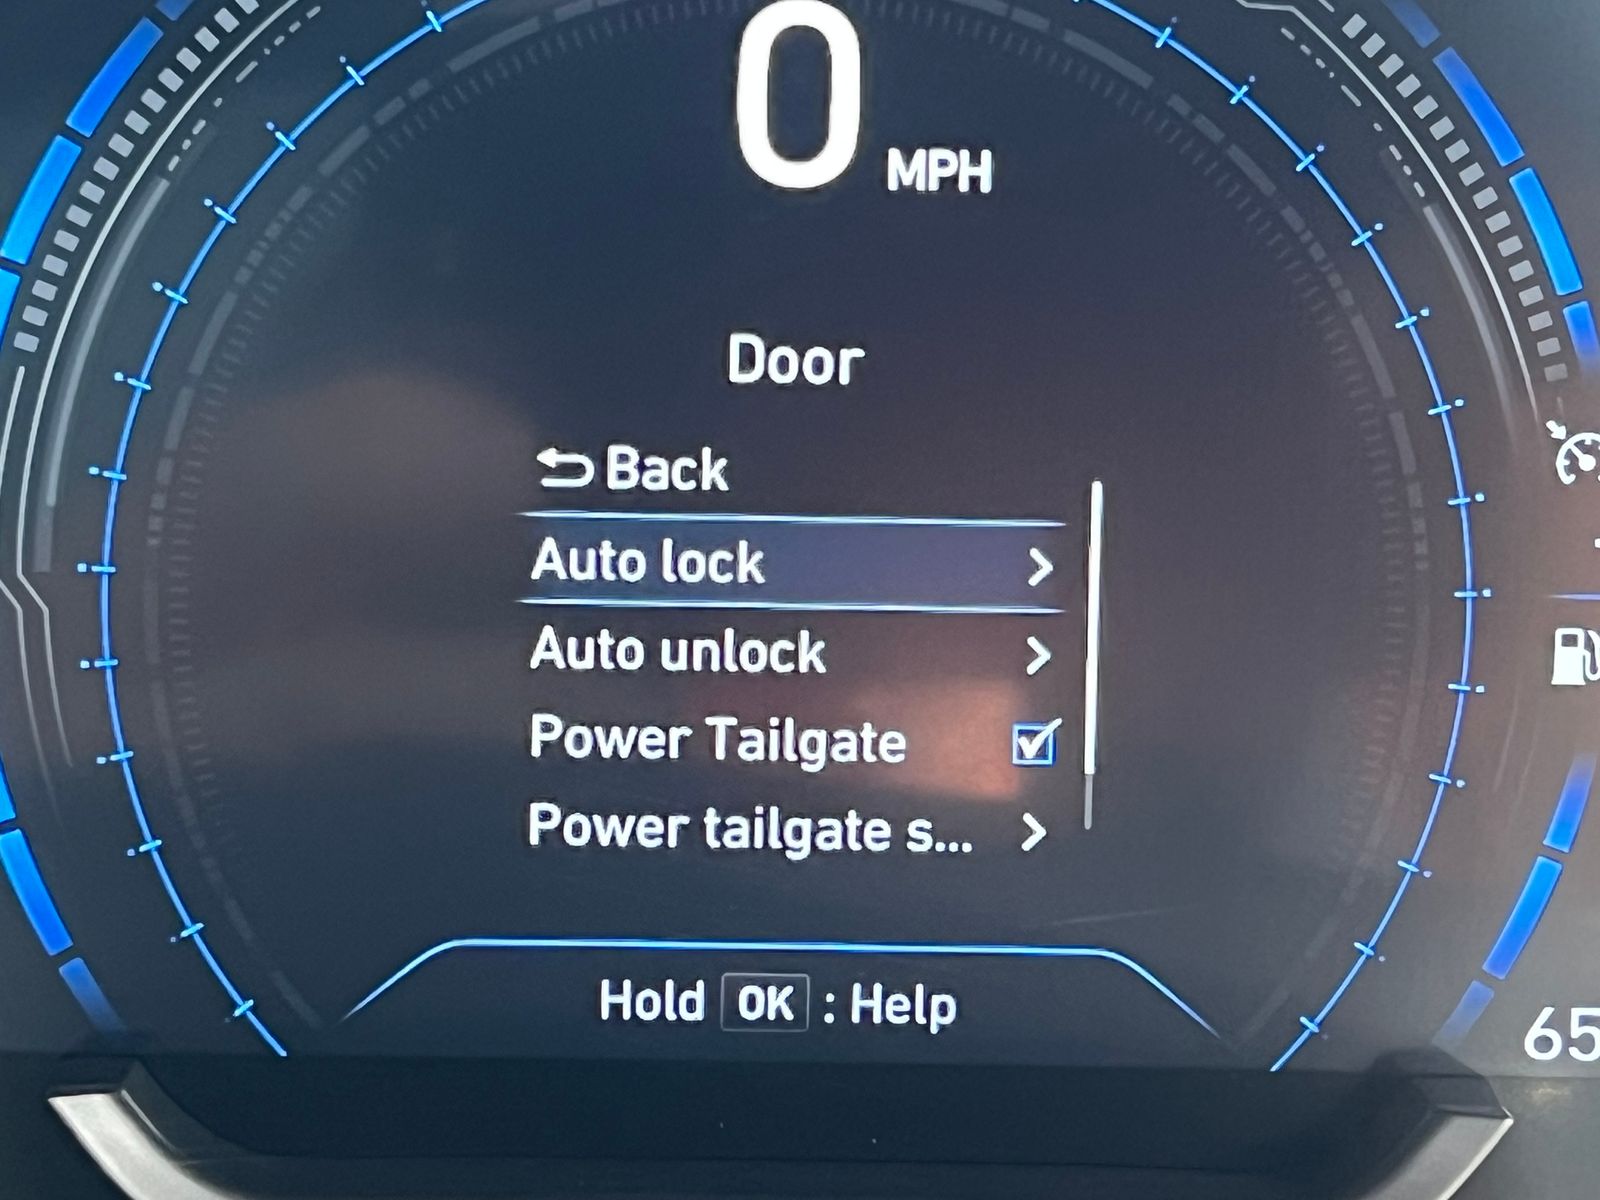 0 MPH
Door
Back
Auto lock
Auto unlock
Power Tailgate
Power tailgate s...
Hold OK : Help
65